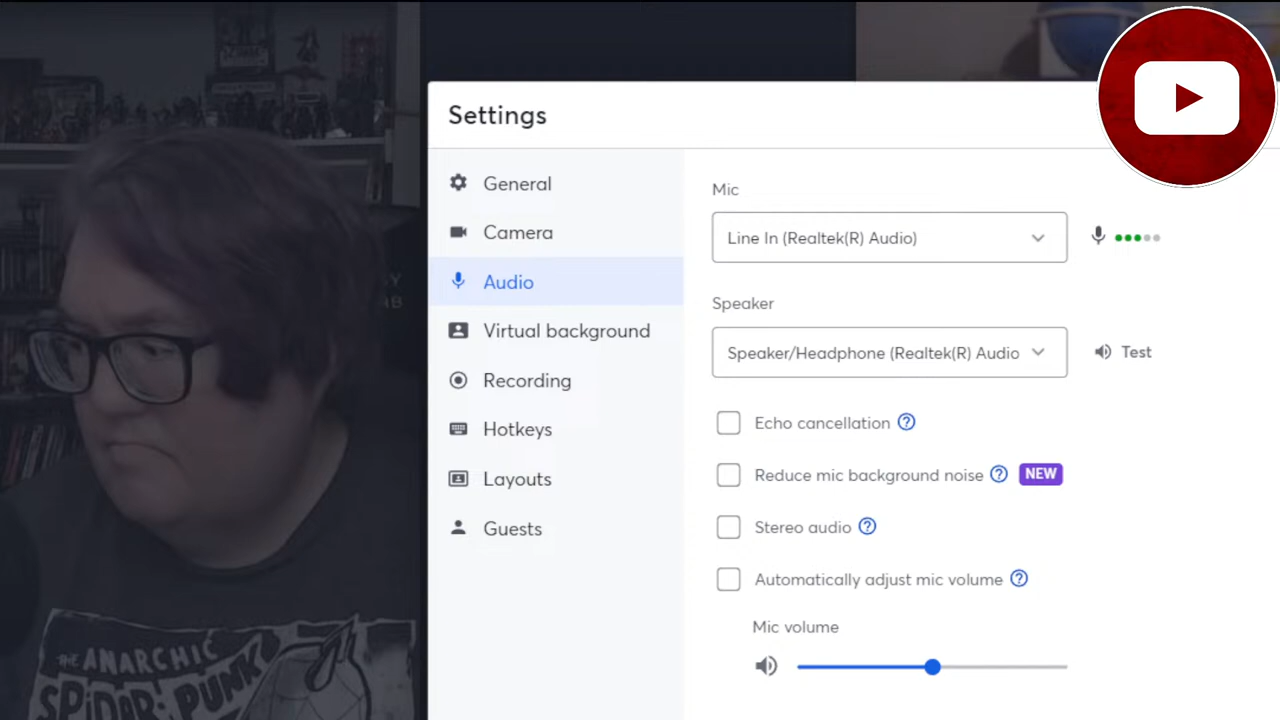 Settings
General
Camera
Audio
Virtual background
Recording
Hotkeys
Layouts
Guests
Mic
Line In (Realtek(R) Audio)
Speaker
Speaker/Headphone (Realtek(R) Audio
Test
Echo cancellation
Reduce mic background noise NEW
Stereo audio
Automatically adjust mic volume
Mic volume
THE ANARCHIC
SPIDAR-PUNK